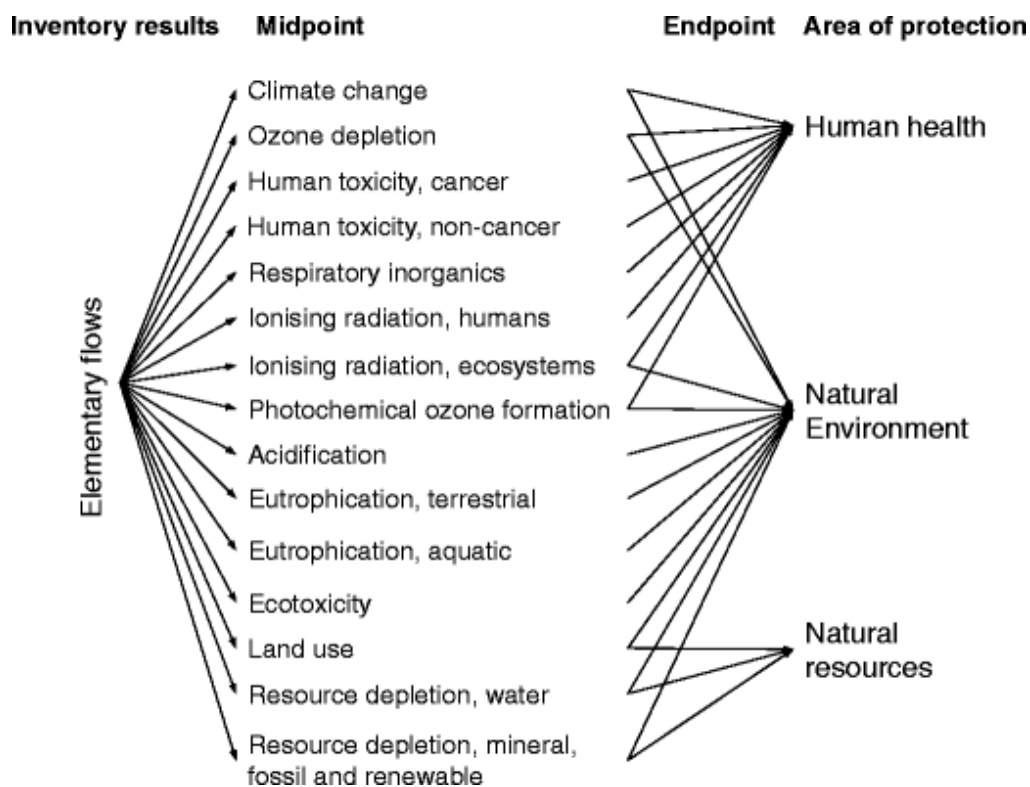 Inventory results Midpoint Endpoint Area of protection
Climate change
Ozone depletion
Human health
Human toxicity, cancer
Human toxicity, non-cancer
Respiratory inorganics
Elementary flows
Ionising radiation, humans
Ionising radiation, ecosystems
Photochemical ozone formation
Natural
Environment
Acidification
Eutrophication, terrestrial
Eutrophication, aquatic
Ecotoxicity
Land use
Natural
resources
Resource depletion, water
Resource depletion, mineral,
fossil and renewable